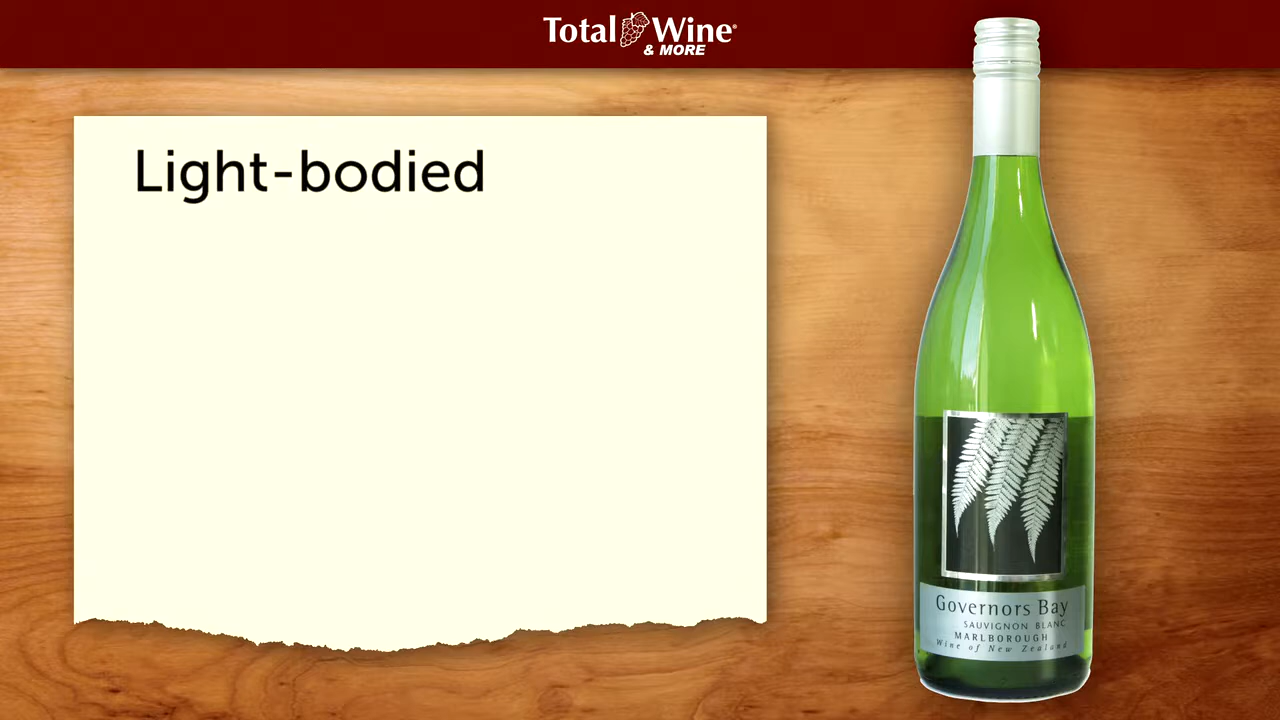 Total Wine
& MORE
Light-bodied
Governors Bay
SAUVIGNON BLANC
MARLBOROUGH
Wine of New Zealand